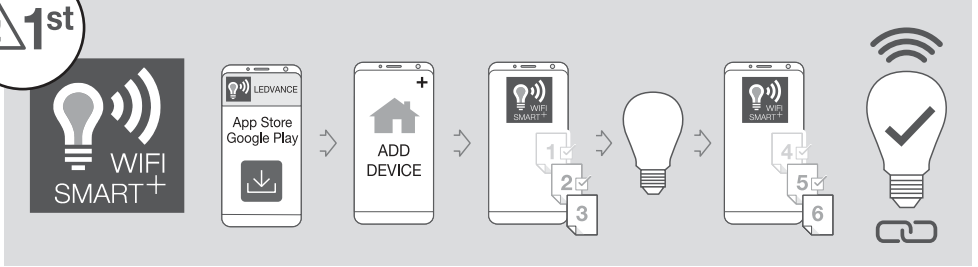 1st
WIFI
SMART+
LEDVANCE
App Store
Google Play
+
ADD
DEVICE
WIFI
SMART+
1
2
3
WIFI
SMART+
4
5
6